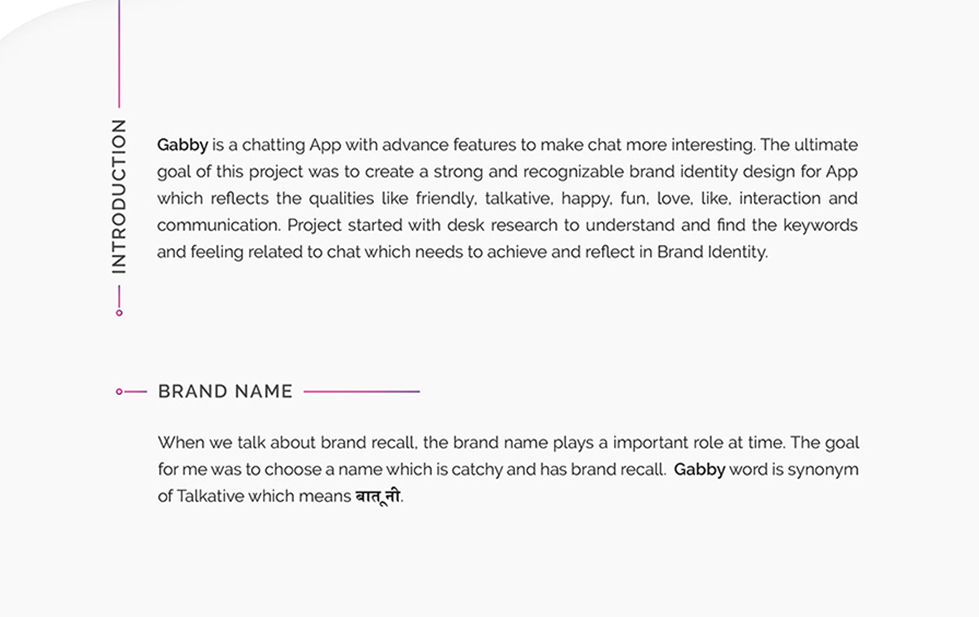 INTRODUCTION
Gabby is a chatting App with advance features to make chat more interesting. The ultimate
goal of this project was to create a strong and recognizable brand identity design for App
which reflects the qualities like friendly, talkative, happy, fun, love, like, interaction and
communication. Project started with desk research to understand and find the keywords
and feeling related to chat which needs to achieve and reflect in Brand Identity.
BRAND NAME
When we talk about brand recall, the brand name plays a important role at time. The goal
for me was to choose a name which is catchy and has brand recall. Gabby word is synonym
of Talkative which means बातूनी.